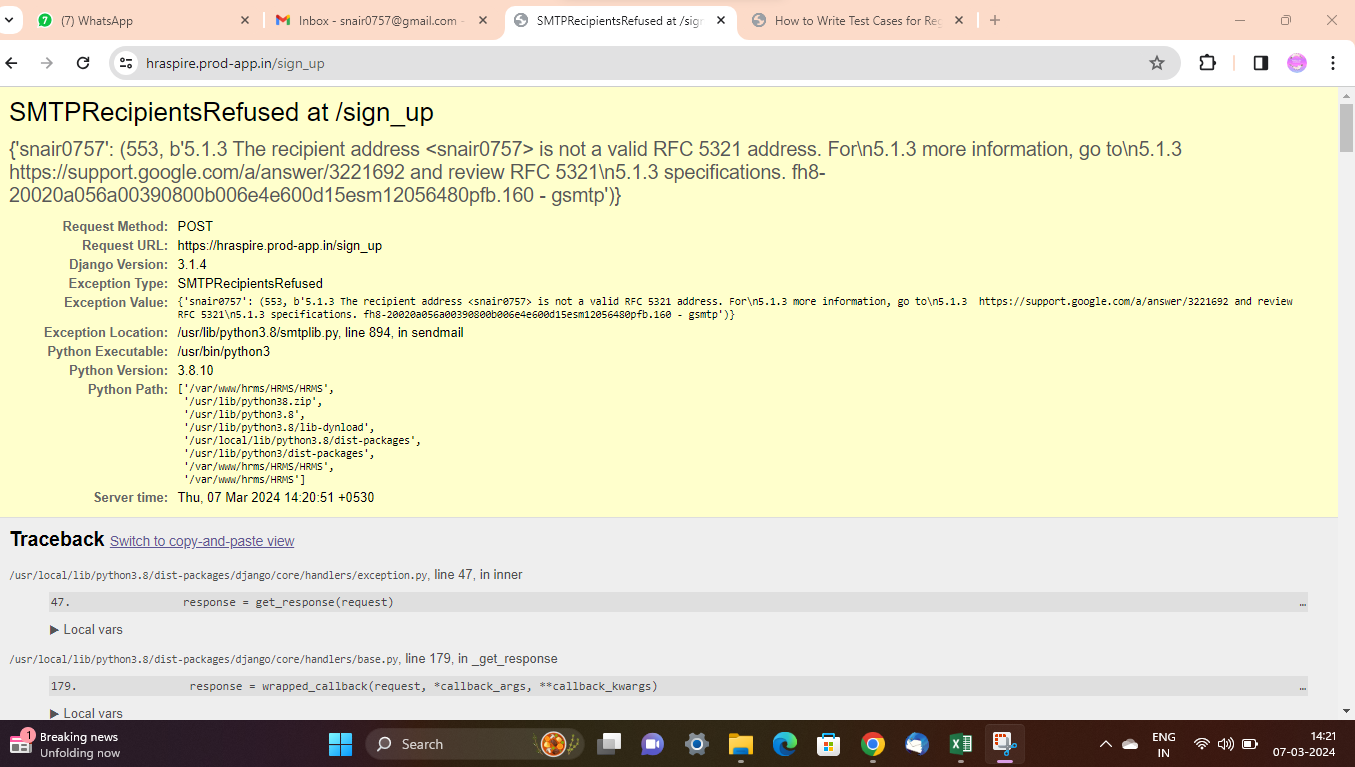 (7) WhatsApp
Inbox - snair0757@gmail.com -
SMTPRecipientsRefused at /sign
How to Write Test Cases for Reg
hraspire.prod-app.in/sign_up
SMTPRecipientsRefused at /sign_up
{'snair0757': (553, b'5.1.3 The recipient address <snair0757> is not a valid RFC 5321 address. For\n5.1.3 more information, go to\n5.1.3
https://support.google.com/a/answer/3221692 and review RFC 5321\n5.1.3 specifications. fh8-
20020a056a00390800b006e4e600d15esm12056480pfb.160 - gsmtp')}
Request Method: POST
Request URL: https://hraspire.prod-app.in/sign_up
Django Version: 3.1.4
Exception Type: SMTPRecipientsRefused
Exception Value: {'snair0757': (553, b'5.1.3 The recipient address <snair0757> is not a valid RFC 5321 address. For\n5.1.3 more information, go to\n5.1.3  https://support.google.com/a/answer/3221692 and review
RFC 5321\n5.1.3 specifications. fh8-20020a056a00390800b006e4e600d15esm12056480pfb.160 - gsmtp')}
Exception Location: /usr/lib/python3.8/smtplib.py, line 894, in sendmail
Python Executable: /usr/bin/python3
Python Version: 3.8.10
Python Path: ['/var/www/hrms/HRMS/HRMS',
'/usr/lib/python38.zip',
'/usr/lib/python3.8',
'/usr/lib/python3.8/lib-dynload',
'/usr/local/lib/python3.8/dist-packages',
'/usr/lib/python3/dist-packages',
'/var/www/hrms/HRMS/HRMS',
'/var/www/hrms/HRMS']
Server time: Thu, 07 Mar 2024 14:20:51 +0530
Traceback Switch to copy-and-paste view
/usr/local/lib/python3.8/dist-packages/django/core/handlers/exception.py, line 47, in inner
47. response = get_response(request) …
▶ Local vars
/usr/local/lib/python3.8/dist-packages/django/core/handlers/base.py, line 179, in _get_response
179. response = wrapped_callback(request, *callback_args, **callback_kwargs) …
▶ Local vars
1
Breaking news
Unfolding now
Search
ENG
IN
14:21
07-03-2024